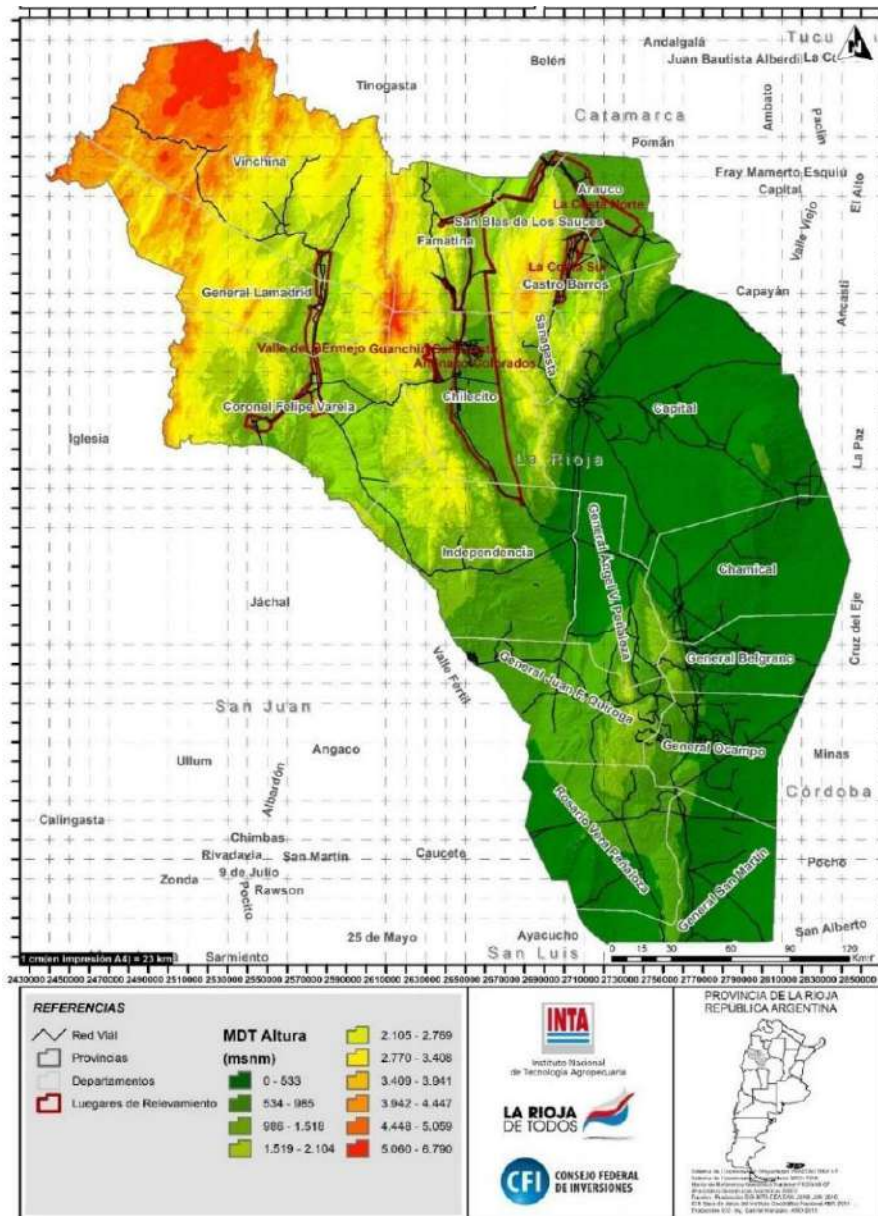 Tucu
Andalgalá
Juan Bautista Alberdi
Belén
Tinogasta
Catamarca
Ambato
Paclín
Pomán
Vinchina
Arauco
Fray Mamerto Esquiú
Capital
El Alto
La Costa Norte
San Blas de Los Sauces
Valle Viejo
Famatina
La Costa Sur
Castro Barros
General Lamadrid
Capayán
Ancasti
Sanagasta
Valle del Bermejo
Guanchín
Chilecito
Coronel Felipe Varela
Capital
Iglesia
La Rioja
La Paz
Independencia
General Angel V. Peñaloza
Chamical
Jáchal
Cruz del Eje
Valle Fértil
General Belgrano
General Juan F. Quiroga
San Juan
Angaco
General Ocampo
Minas
Ullum
Albardón
Córdoba
Calingasta
Rosario Vera Peñaloza
Chimbas
Rivadavia
San Martín
Caucete
Pocho
9 de Julio
Zonda
Rawson
Pocito
General San Martín
25 de Mayo
Ayacucho
San Alberto
Sarmiento
San Luis
1 cm(en impresión A4) = 23 km
0 15 30 60 90 120
Km
REFERENCIAS
Red Vial
Provincias
Departamentos
Luegares de Relevamiento
MDT Altura
(msnm)
0 - 533
534 - 985
986 - 1.518
1.519 - 2.104
2.105 - 2.769
2.770 - 3.408
3.409 - 3.941
3.942 - 4.447
4.448 - 5.059
5.060 - 6.790
INTA
Instituto Nacional
de Tecnología Agropecuaria
LA RIOJA
DE TODOS
CFI
CONSEJO FEDERAL
DE INVERSIONES
PROVINCIA DE LA RIOJA
REPUBLICA ARGENTINA